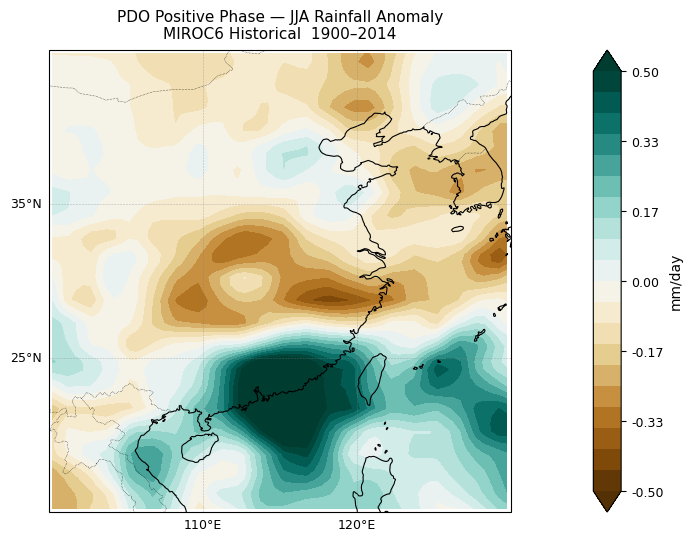 PDO Positive Phase — JJA Rainfall Anomaly
MIROC6 Historical  1900–2014
35°N
25°N
110°E
120°E
0.50
0.33
0.17
0.00
-0.17
-0.33
-0.50
mm/day